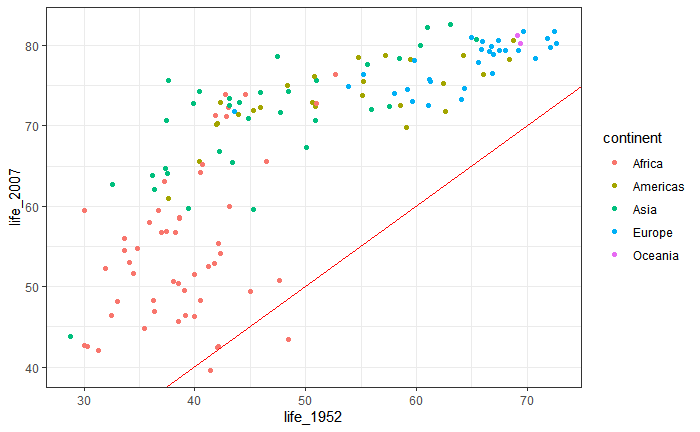 80
70
60
50
40
life_2007
30
40
50
60
70
life_1952
continent
Africa
Americas
Asia
Europe
Oceania